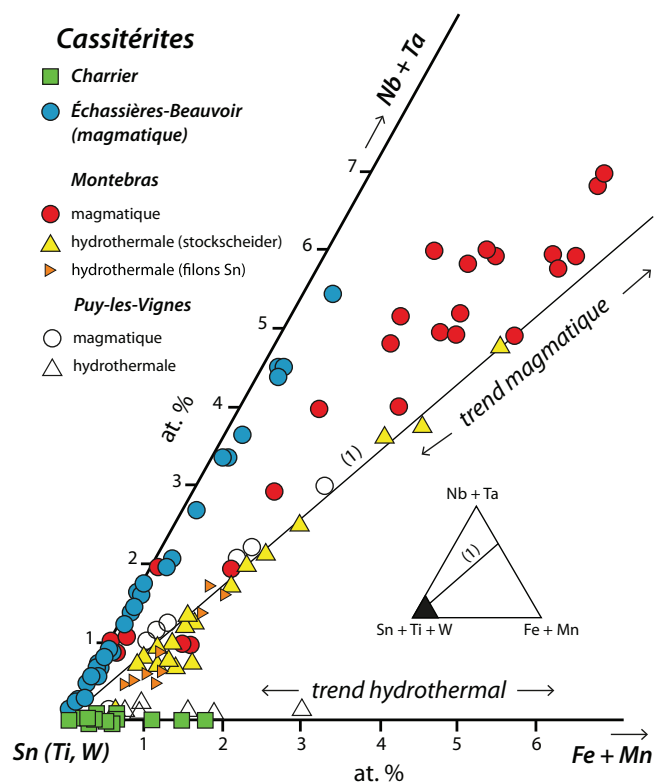 Cassitérites
Charrier
Échassières-Beauvoir
(magmatique)
Montebras
magmatique
hydrothermale (stockscheider)
hydrothermale (filons Sn)
Puy-les-Vignes
magmatique
hydrothermale
Nb + Ta
at. %
7
6
5
4
3
2
1
(1)
trend magmatique
Nb + Ta
(1)
Sn + Ti + W
Fe + Mn
trend hydrothermal
Sn (Ti, W)
1
2
3
4
5
6
Fe + Mn
at. %